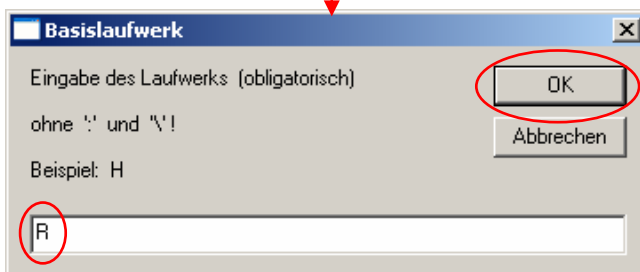 Basislaufwerk
Eingabe des Laufwerks (obligatorisch)
OK
ohne ':' und '\'!
Abbrechen
Beispiel: H
R